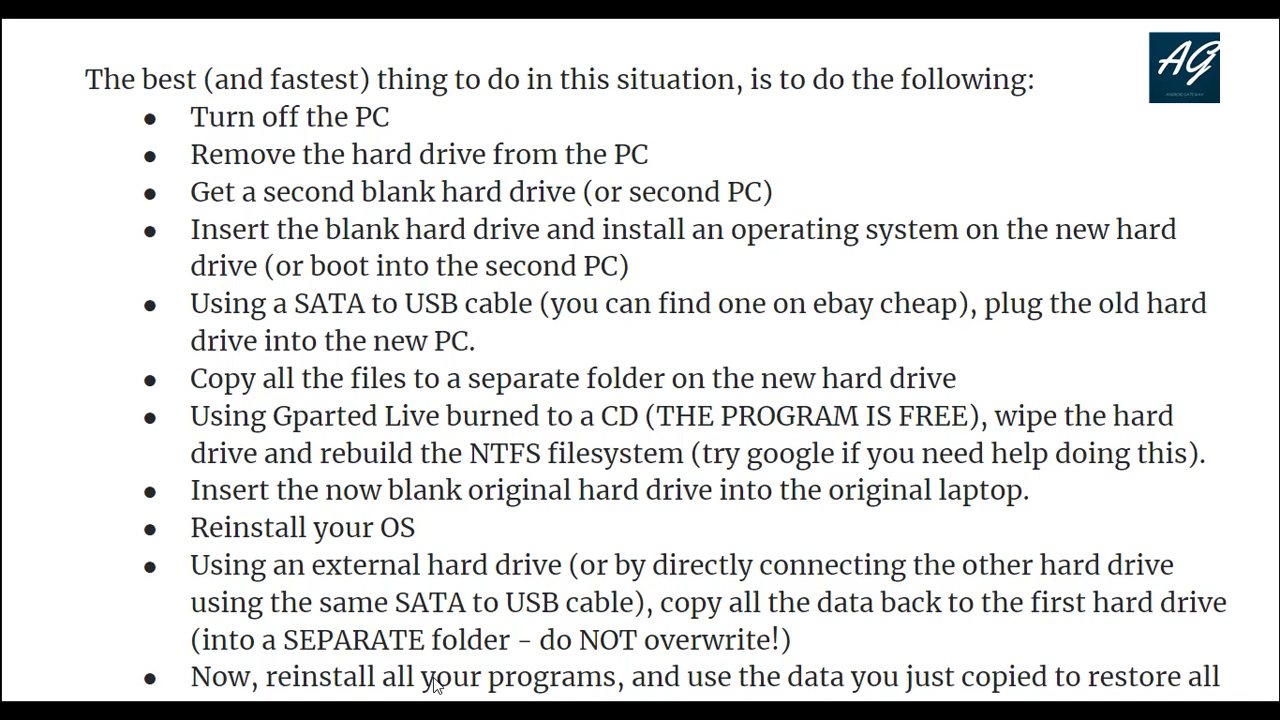 The best (and fastest) thing to do in this situation, is to do the following:
● Turn off the PC
● Remove the hard drive from the PC
● Get a second blank hard drive (or second PC)
● Insert the blank hard drive and install an operating system on the new hard
drive (or boot into the second PC)
● Using a SATA to USB cable (you can find one on ebay cheap), plug the old hard
drive into the new PC.
● Copy all the files to a separate folder on the new hard drive
● Using Gparted Live burned to a CD (THE PROGRAM IS FREE), wipe the hard
drive and rebuild the NTFS filesystem (try google if you need help doing this).
● Insert the now blank original hard drive into the original laptop.
● Reinstall your OS
● Using an external hard drive (or by directly connecting the other hard drive
using the same SATA to USB cable), copy all the data back to the first hard drive
(into a SEPARATE folder - do NOT overwrite!)
● Now, reinstall all your programs, and use the data you just copied to restore all
AG